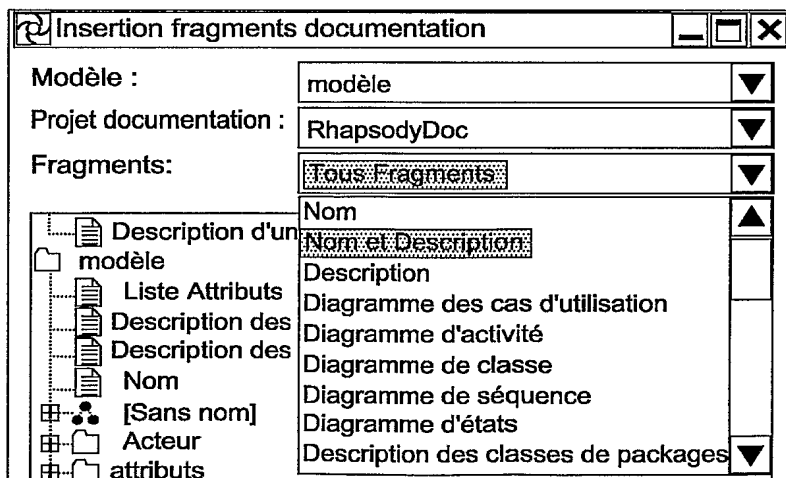 Insertion fragments documentation
Modèle :
modèle
Projet documentation :
RhapsodyDoc
Fragments:
Tous Fragments
Nom
Nom et Description
Description
Diagramme des cas d'utilisation
Diagramme d'activité
Diagramme de classe
Diagramme de séquence
Diagramme d'états
Description des classes de packages
Description d'un
modèle
Liste Attributs
Description des
Description des
Nom
[Sans nom]
Acteur
attributs